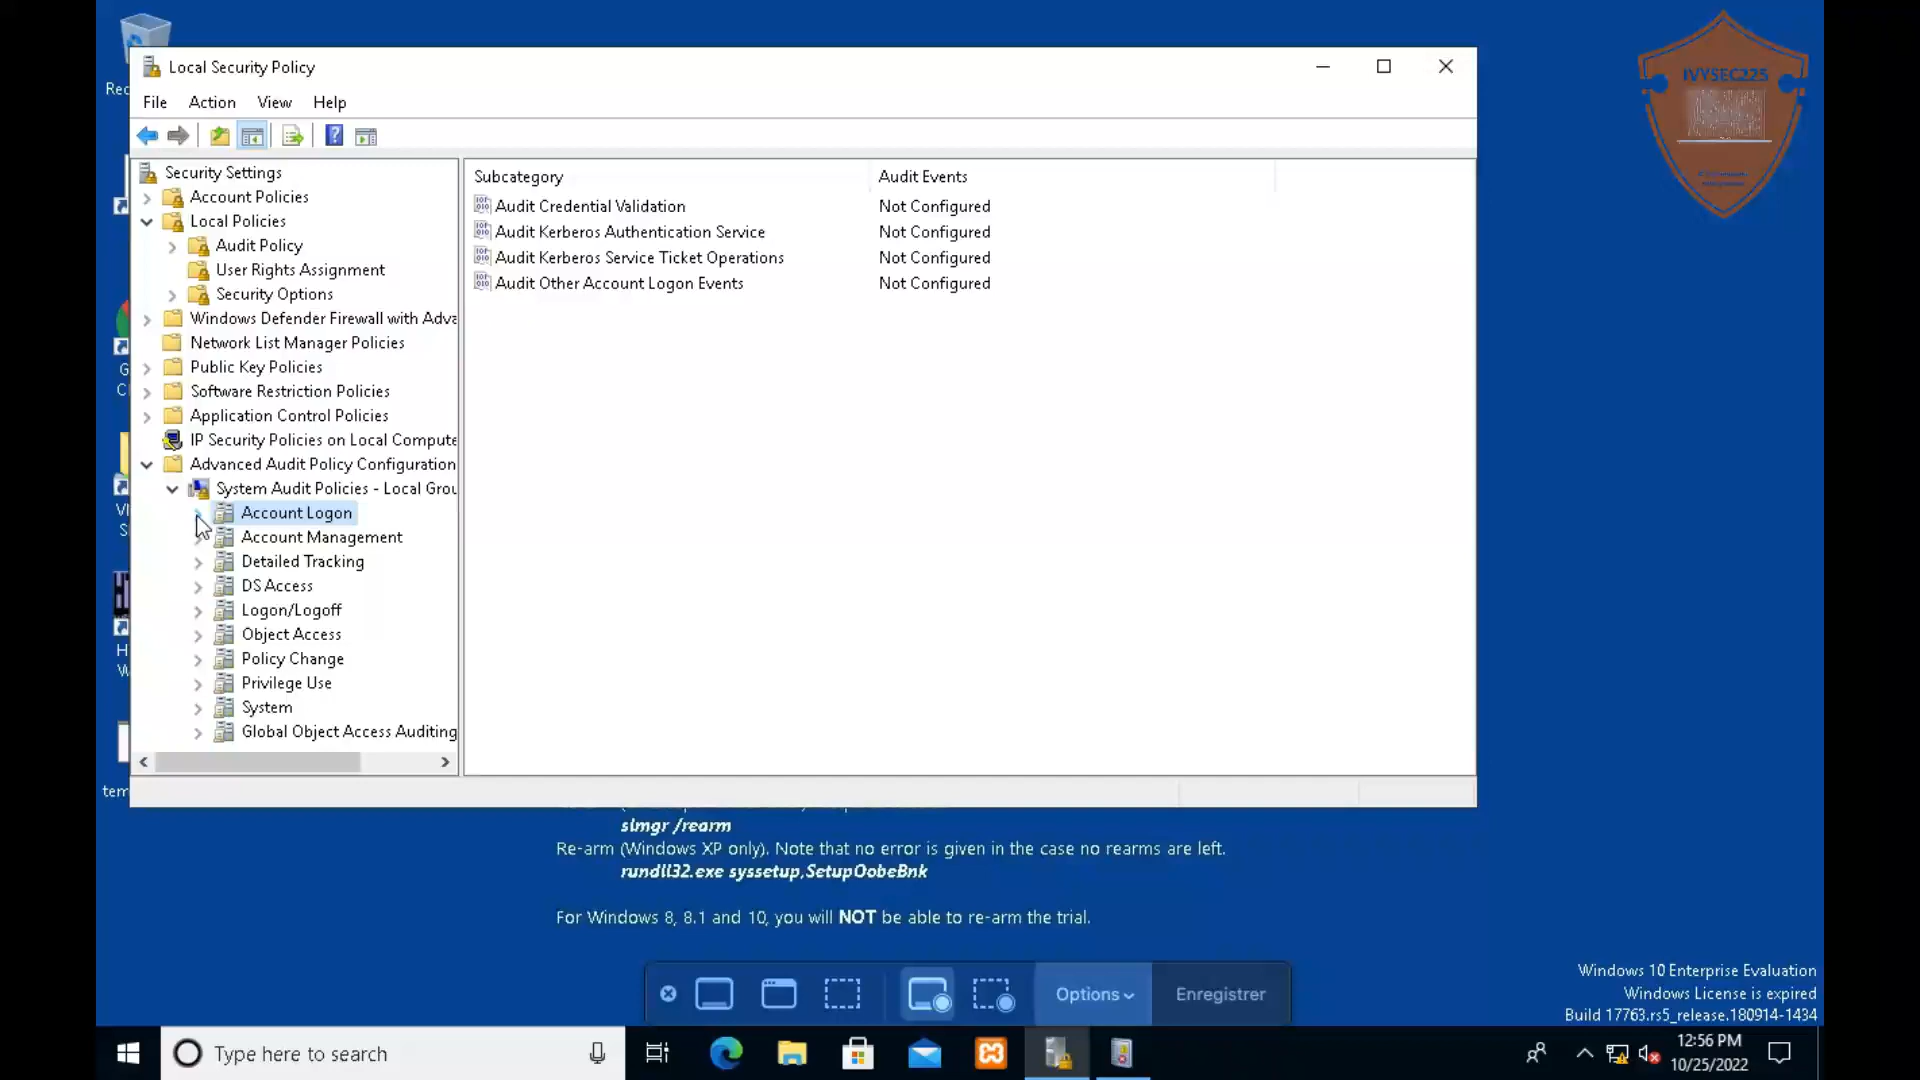 IVYSEC225
Rec
Local Security Policy
File Action View Help
Security Settings
Account Policies
Local Policies
Audit Policy
User Rights Assignment
Security Options
Windows Defender Firewall with Adva
Network List Manager Policies
Public Key Policies
Software Restriction Policies
Application Control Policies
IP Security Policies on Local Compute
Advanced Audit Policy Configuration
System Audit Policies - Local Grou
Account Logon
Account Management
Detailed Tracking
DS Access
Logon/Logoff
Object Access
Policy Change
Privilege Use
System
Global Object Access Auditing
Subcategory Audit Events
Audit Credential Validation Not Configured
Audit Kerberos Authentication Service Not Configured
Audit Kerberos Service Ticket Operations Not Configured
Audit Other Account Logon Events Not Configured
G
C
V
S
H
W
tem
slmgr /rearm
Re-arm (Windows XP only). Note that no error is given in the case no rearms are left.
rundll32.exe syssetup,SetupOobeBnk
For Windows 8, 8.1 and 10, you will NOT be able to re-arm the trial.
Options Enregistrer
Windows 10 Enterprise Evaluation
Windows License is expired
Build 17763.rs5_release.180914-1434
Type here to search
12:56 PM
10/25/2022